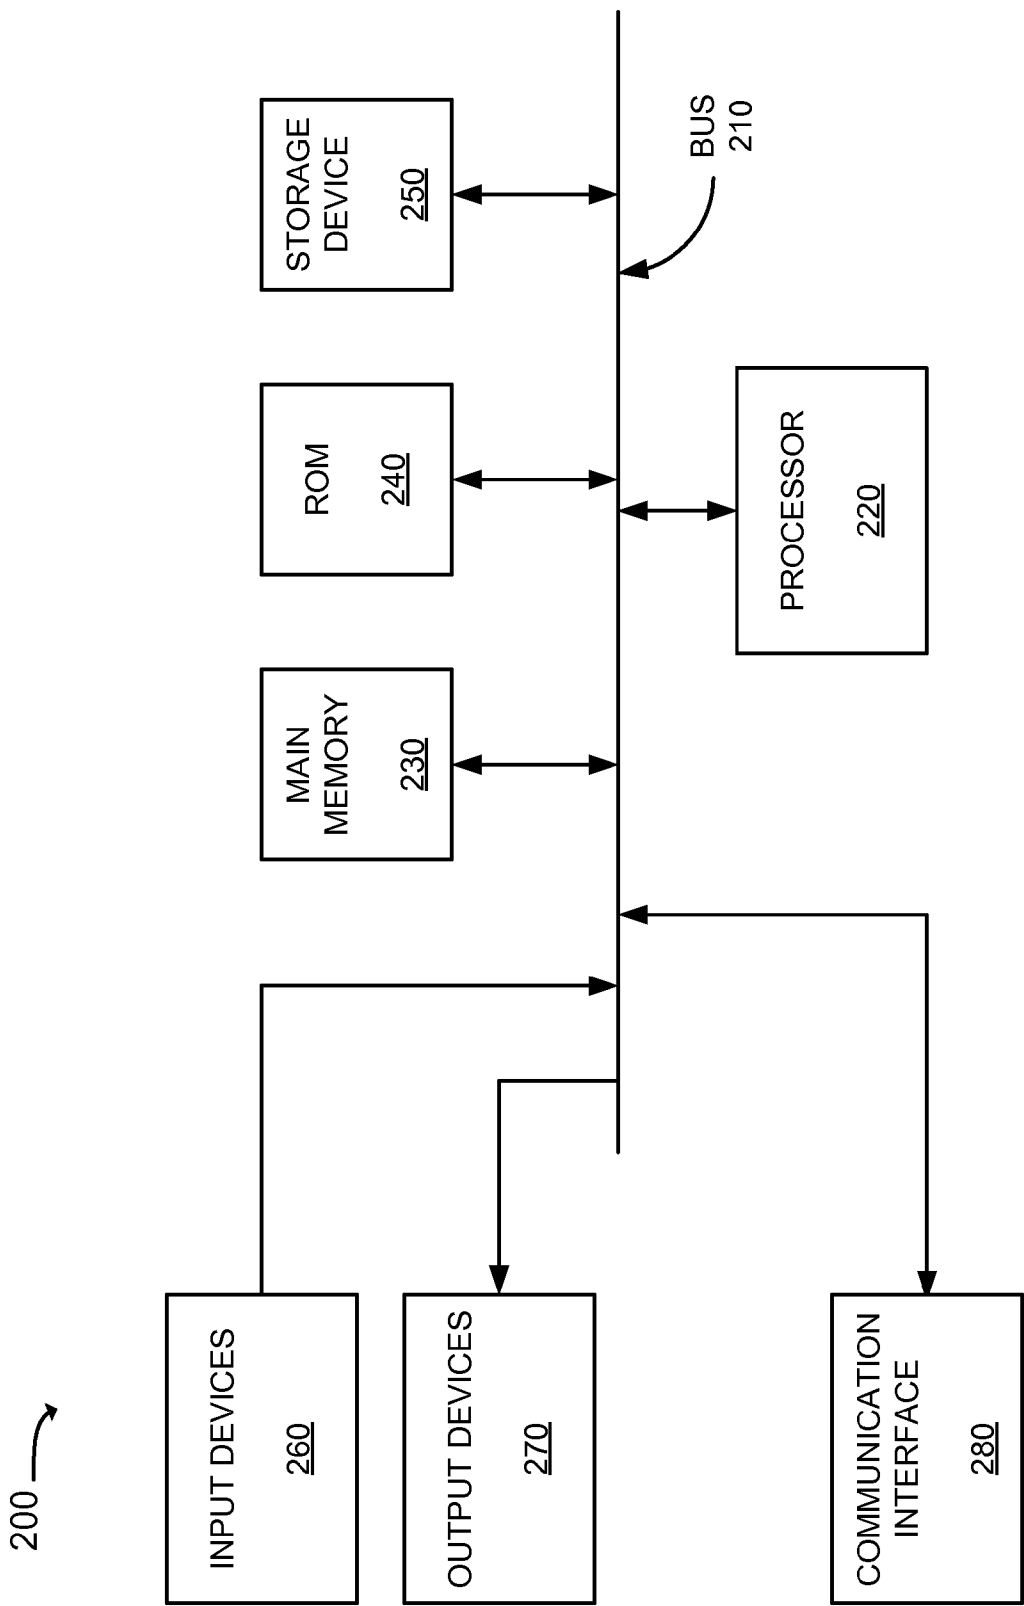 200
INPUT DEVICES
260
OUTPUT DEVICES
270
COMMUNICATION
INTERFACE
280
MAIN
MEMORY
230
ROM
240
STORAGE
DEVICE
250
PROCESSOR
220
BUS
210